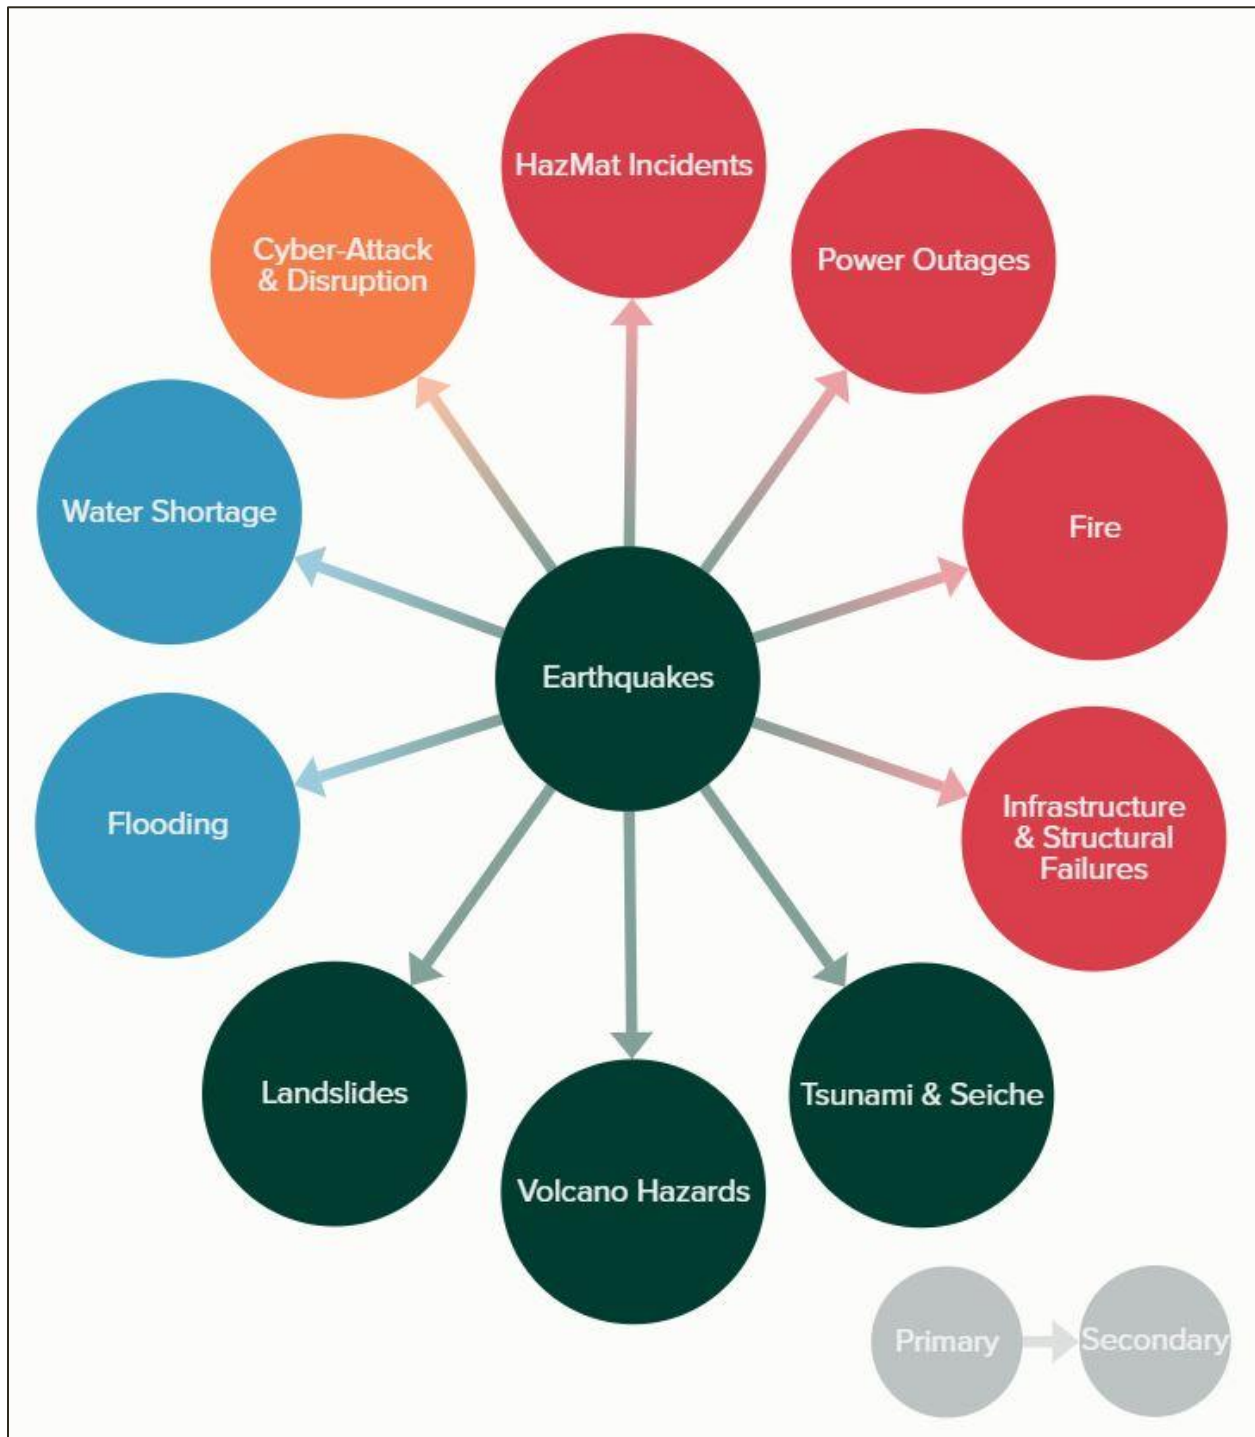 HazMat Incidents
Power Outages
Cyber-Attack
& Disruption
Water Shortage
Fire
Earthquakes
Infrastructure
& Structural
Failures
Flooding
Landslides
Volcano Hazards
Tsunami & Seiche
Primary
Secondary